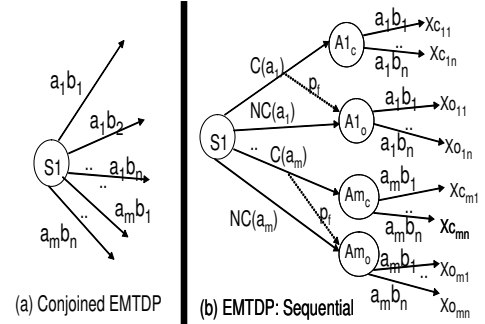 a1b1
a1b2
..
a1bn
S1
..
amb1
..
ambn
(a) Conjoined EMTDP
S1
C(a1)
pf
NC(a1)
..
C(am)
pf
NC(am)
A1c
a1b1
Xc11
..
a1bn
Xc1n
A1o
a1b1
Xo11
..
a1bn
Xo1n
Amc
amb1
Xcm1
..
ambn
Xcmn
Amo
amb1
Xom1
..
ambn
Xomn
(b) EMTDP: Sequential